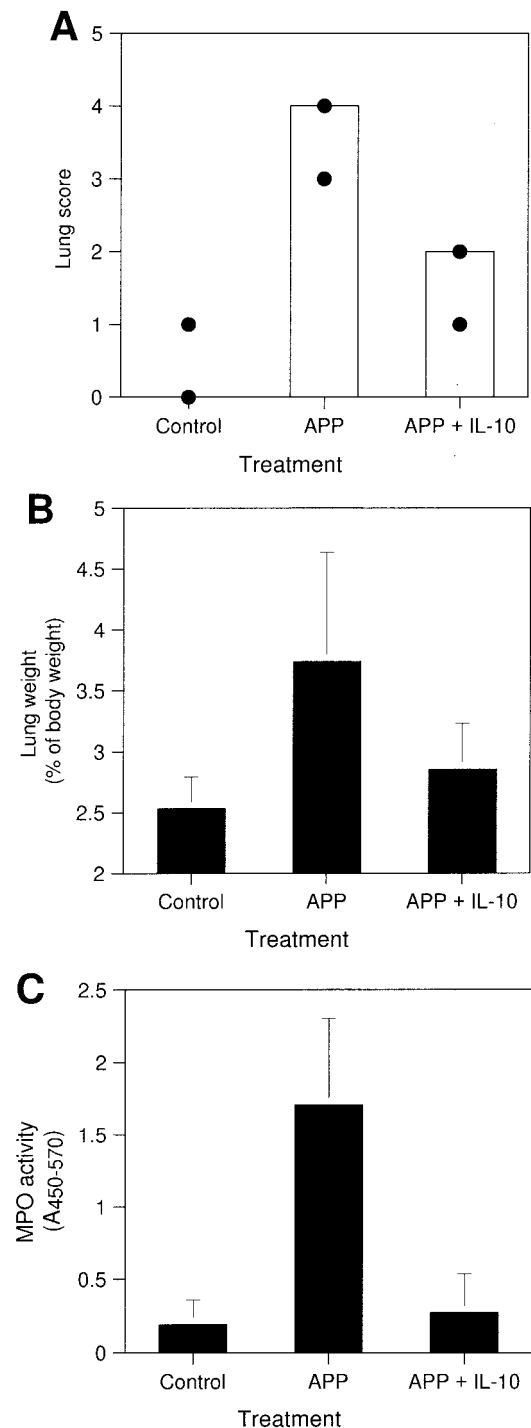 A
5
4
3
2
1
0
Lung score
Control APP APP + IL-10
Treatment
B
5
4.5
4
3.5
3
2.5
2
Lung weight
(% of body weight)
Control APP APP + IL-10
Treatment
C
2.5
2
1.5
1
0.5
0
MPO activity
(A450-570)
Control APP APP + IL-10
Treatment